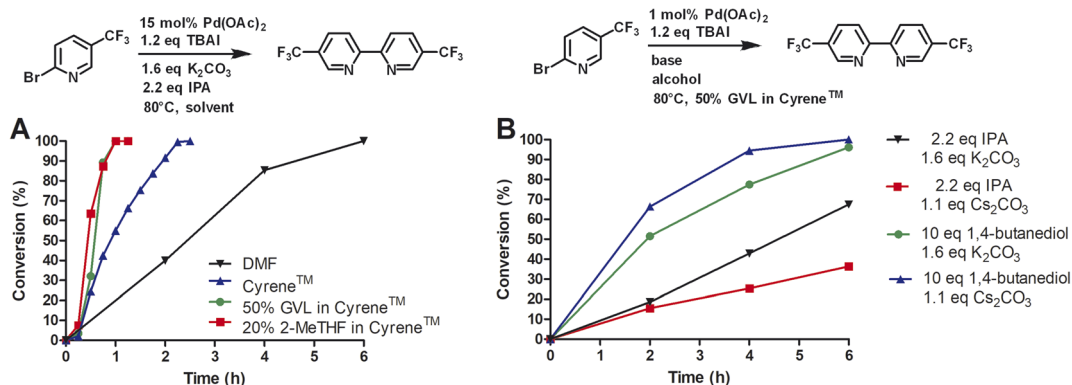 15 mol% Pd(OAc)2
1.2 eq TBAI
1.6 eq K2CO3
2.2 eq IPA
80°C, solvent
CF3
Br
N
F3C
CF3
N
N
1 mol% Pd(OAc)2
1.2 eq TBAI
base
alcohol
80°C, 50% GVL in Cyrene™
CF3
Br
N
F3C
CF3
N
N
A
Conversion (%)
100
90
80
70
60
50
40
30
20
10
0
0
1
2
3
4
5
6
Time (h)
DMF
Cyrene™
50% GVL in Cyrene™
20% 2-MeTHF in Cyrene™
B
Conversion (%)
100
90
80
70
60
50
40
30
20
10
0
0
1
2
3
4
5
6
Time (h)
2.2 eq IPA
1.6 eq K2CO3
2.2 eq IPA
1.1 eq Cs2CO3
10 eq 1,4-butanediol
1.6 eq K2CO3
10 eq 1,4-butanediol
1.1 eq Cs2CO3